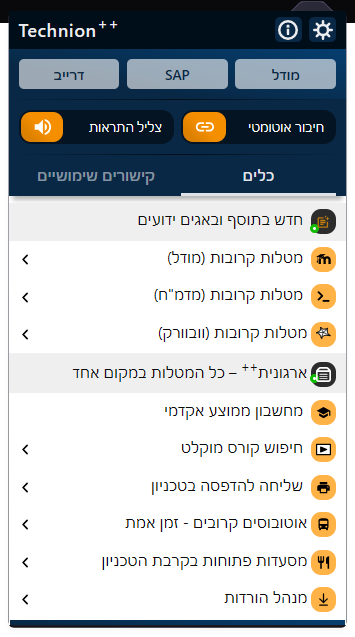 Technion++
מודל SAP דרייב
חיבור אוטומטי צליל התראות
כלים קישורים שימושיים
חדש בתוסף ובאגים ידועים
מטלות קרובות (מודל)
מטלות קרובות (מדמ"ח)
מטלות קרובות (וובוורק)
ארגונית++ – כל המטלות במקום אחד
מחשבון ממוצע אקדמי
חיפוש קורס מוקלט
שליחה להדפסה בטכניון
אוטובוסים קרובים - זמן אמת
מסעדות פתוחות בקרבת הטכניון
מנהל הורדות